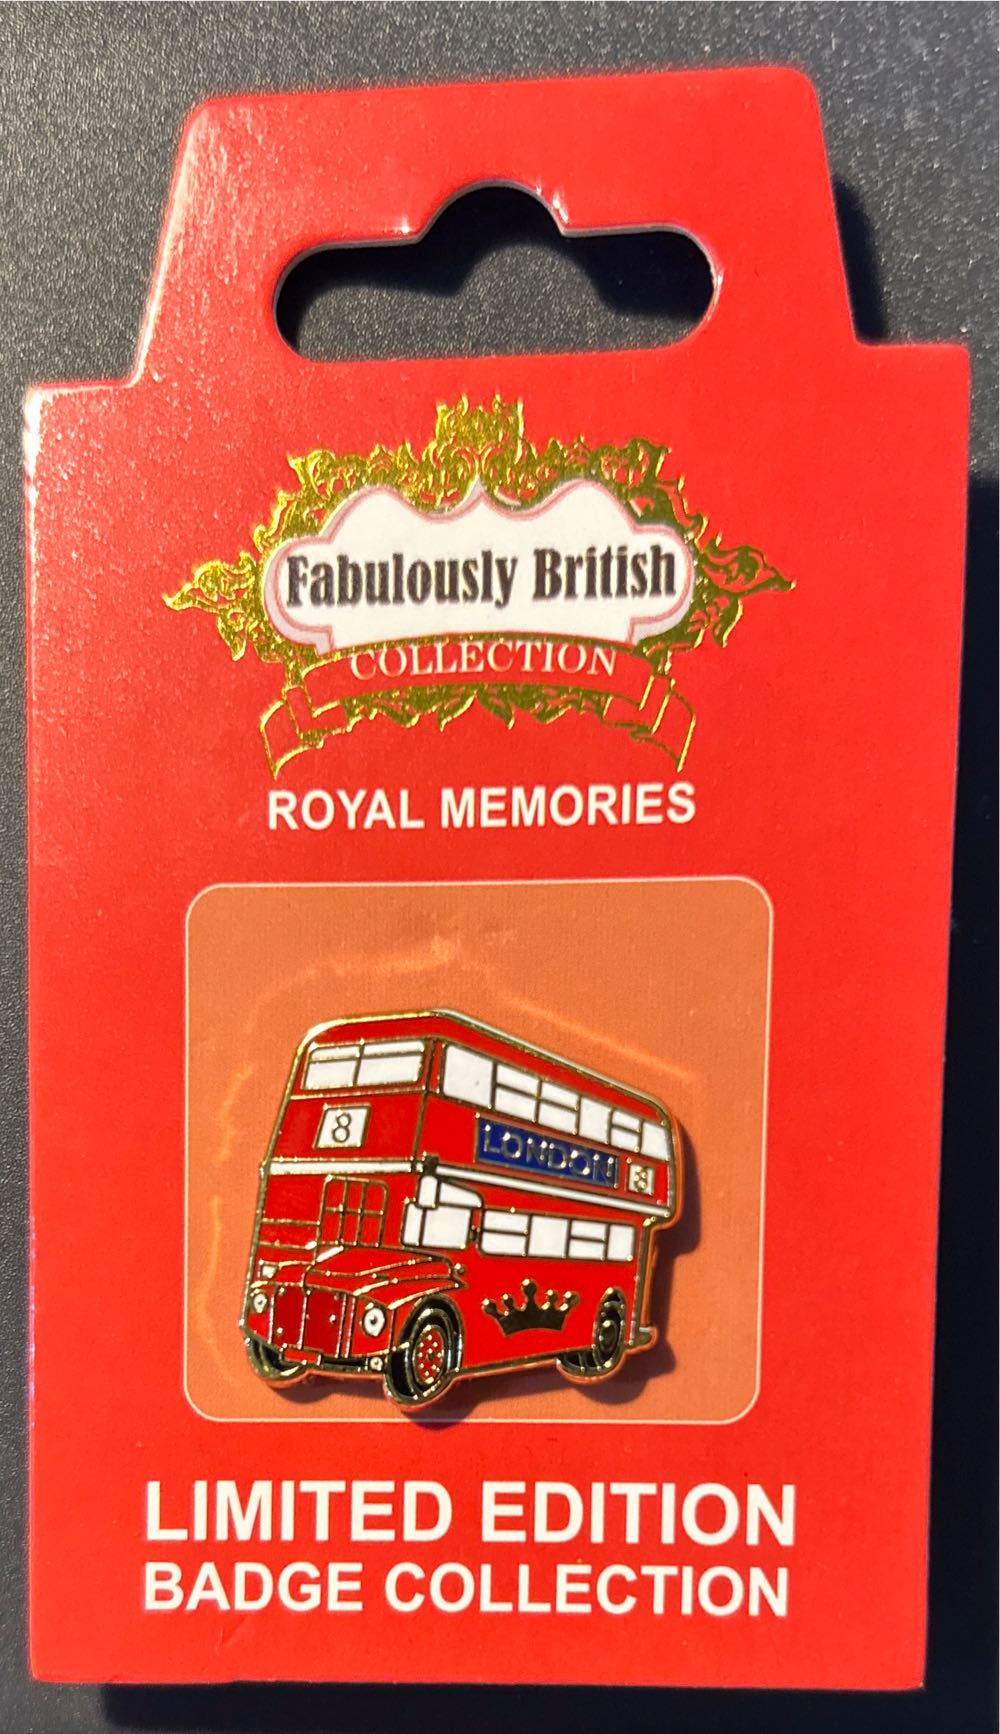 Fabulously British
COLLECTION
ROYAL MEMORIES
8
LONDON
8
LIMITED EDITION
BADGE COLLECTION